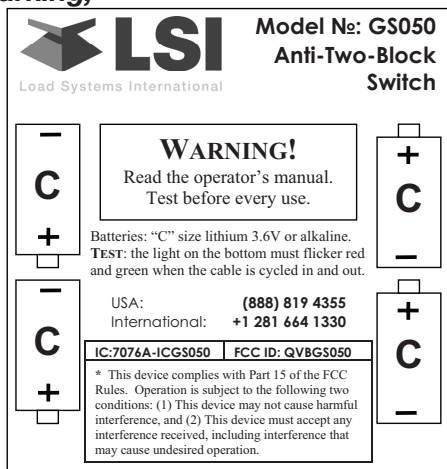 LSI
Load Systems International
Model №: GS050
Anti-Two-Block
Switch
− C +
+ C −
WARNING!
Read the operator's manual.
Test before every use.
Batteries: “C” size lithium 3.6V or alkaline.
TEST: the light on the bottom must flicker red
and green when the cable is cycled in and out.
− C +
+ C −
USA: (888) 819 4355
International: +1 281 664 1330
IC:7076A-ICGS050 FCC ID: QVBGS050
* This device complies with Part 15 of the FCC
Rules. Operation is subject to the following two
conditions: (1) This device may not cause harmful
interference, and (2) This device must accept any
interference received, including interference that
may cause undesired operation.